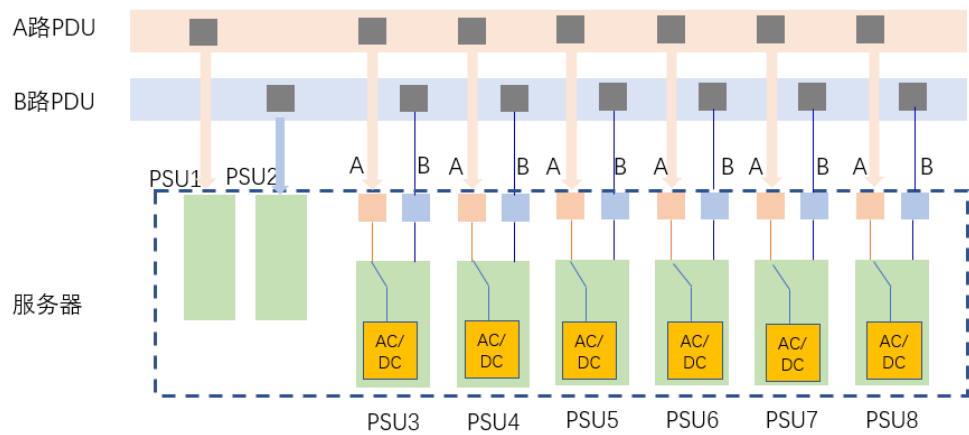 A路PDU
B路PDU
PSU1
PSU2
A
B
A
B
A
B
A
B
A
B
A
B
服务器
AC/
DC
AC/
DC
AC/
DC
AC/
DC
AC/
DC
AC/
DC
PSU3
PSU4
PSU5
PSU6
PSU7
PSU8